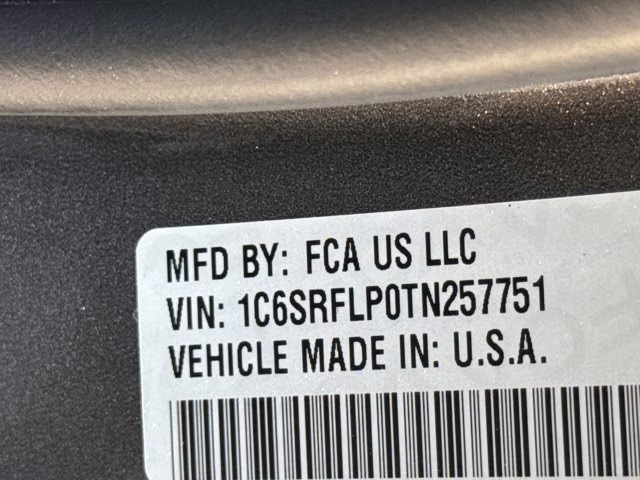 MFD BY: FCA US LLC
VIN: 1C6SRFLP0TN257751
VEHICLE MADE IN: U.S.A.